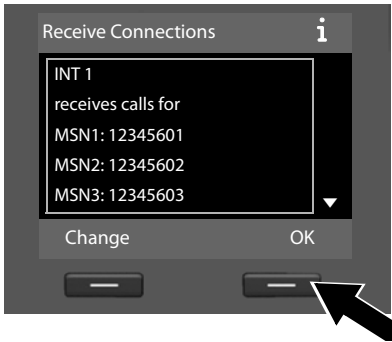 Receive Connections i
INT 1
receives calls for
MSN1: 12345601
MSN2: 12345602
MSN3: 12345603
Change OK